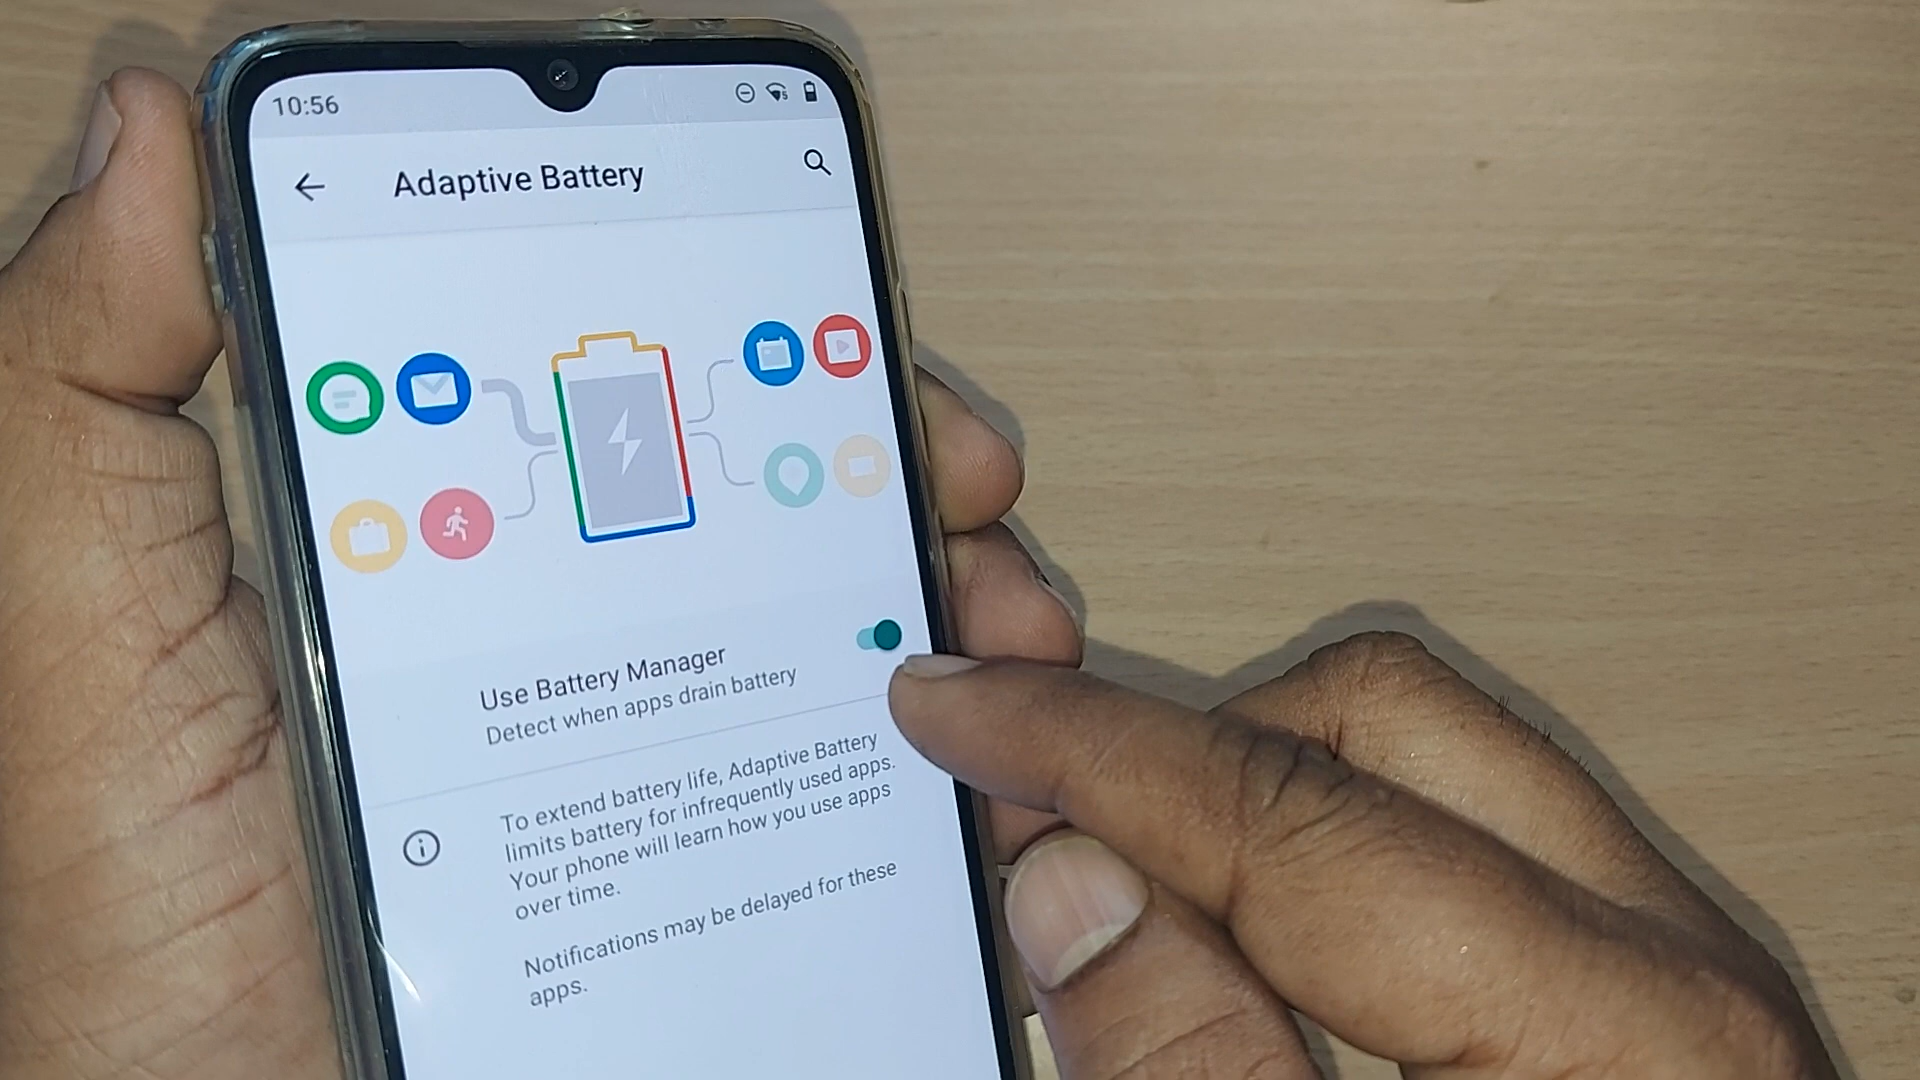 10:56
5
Adaptive Battery
Use Battery Manager
Detect when apps drain battery
To extend battery life, Adaptive Battery
limits battery for infrequently used apps.
Your phone will learn how you use apps
over time.
Notifications may be delayed for these
apps.